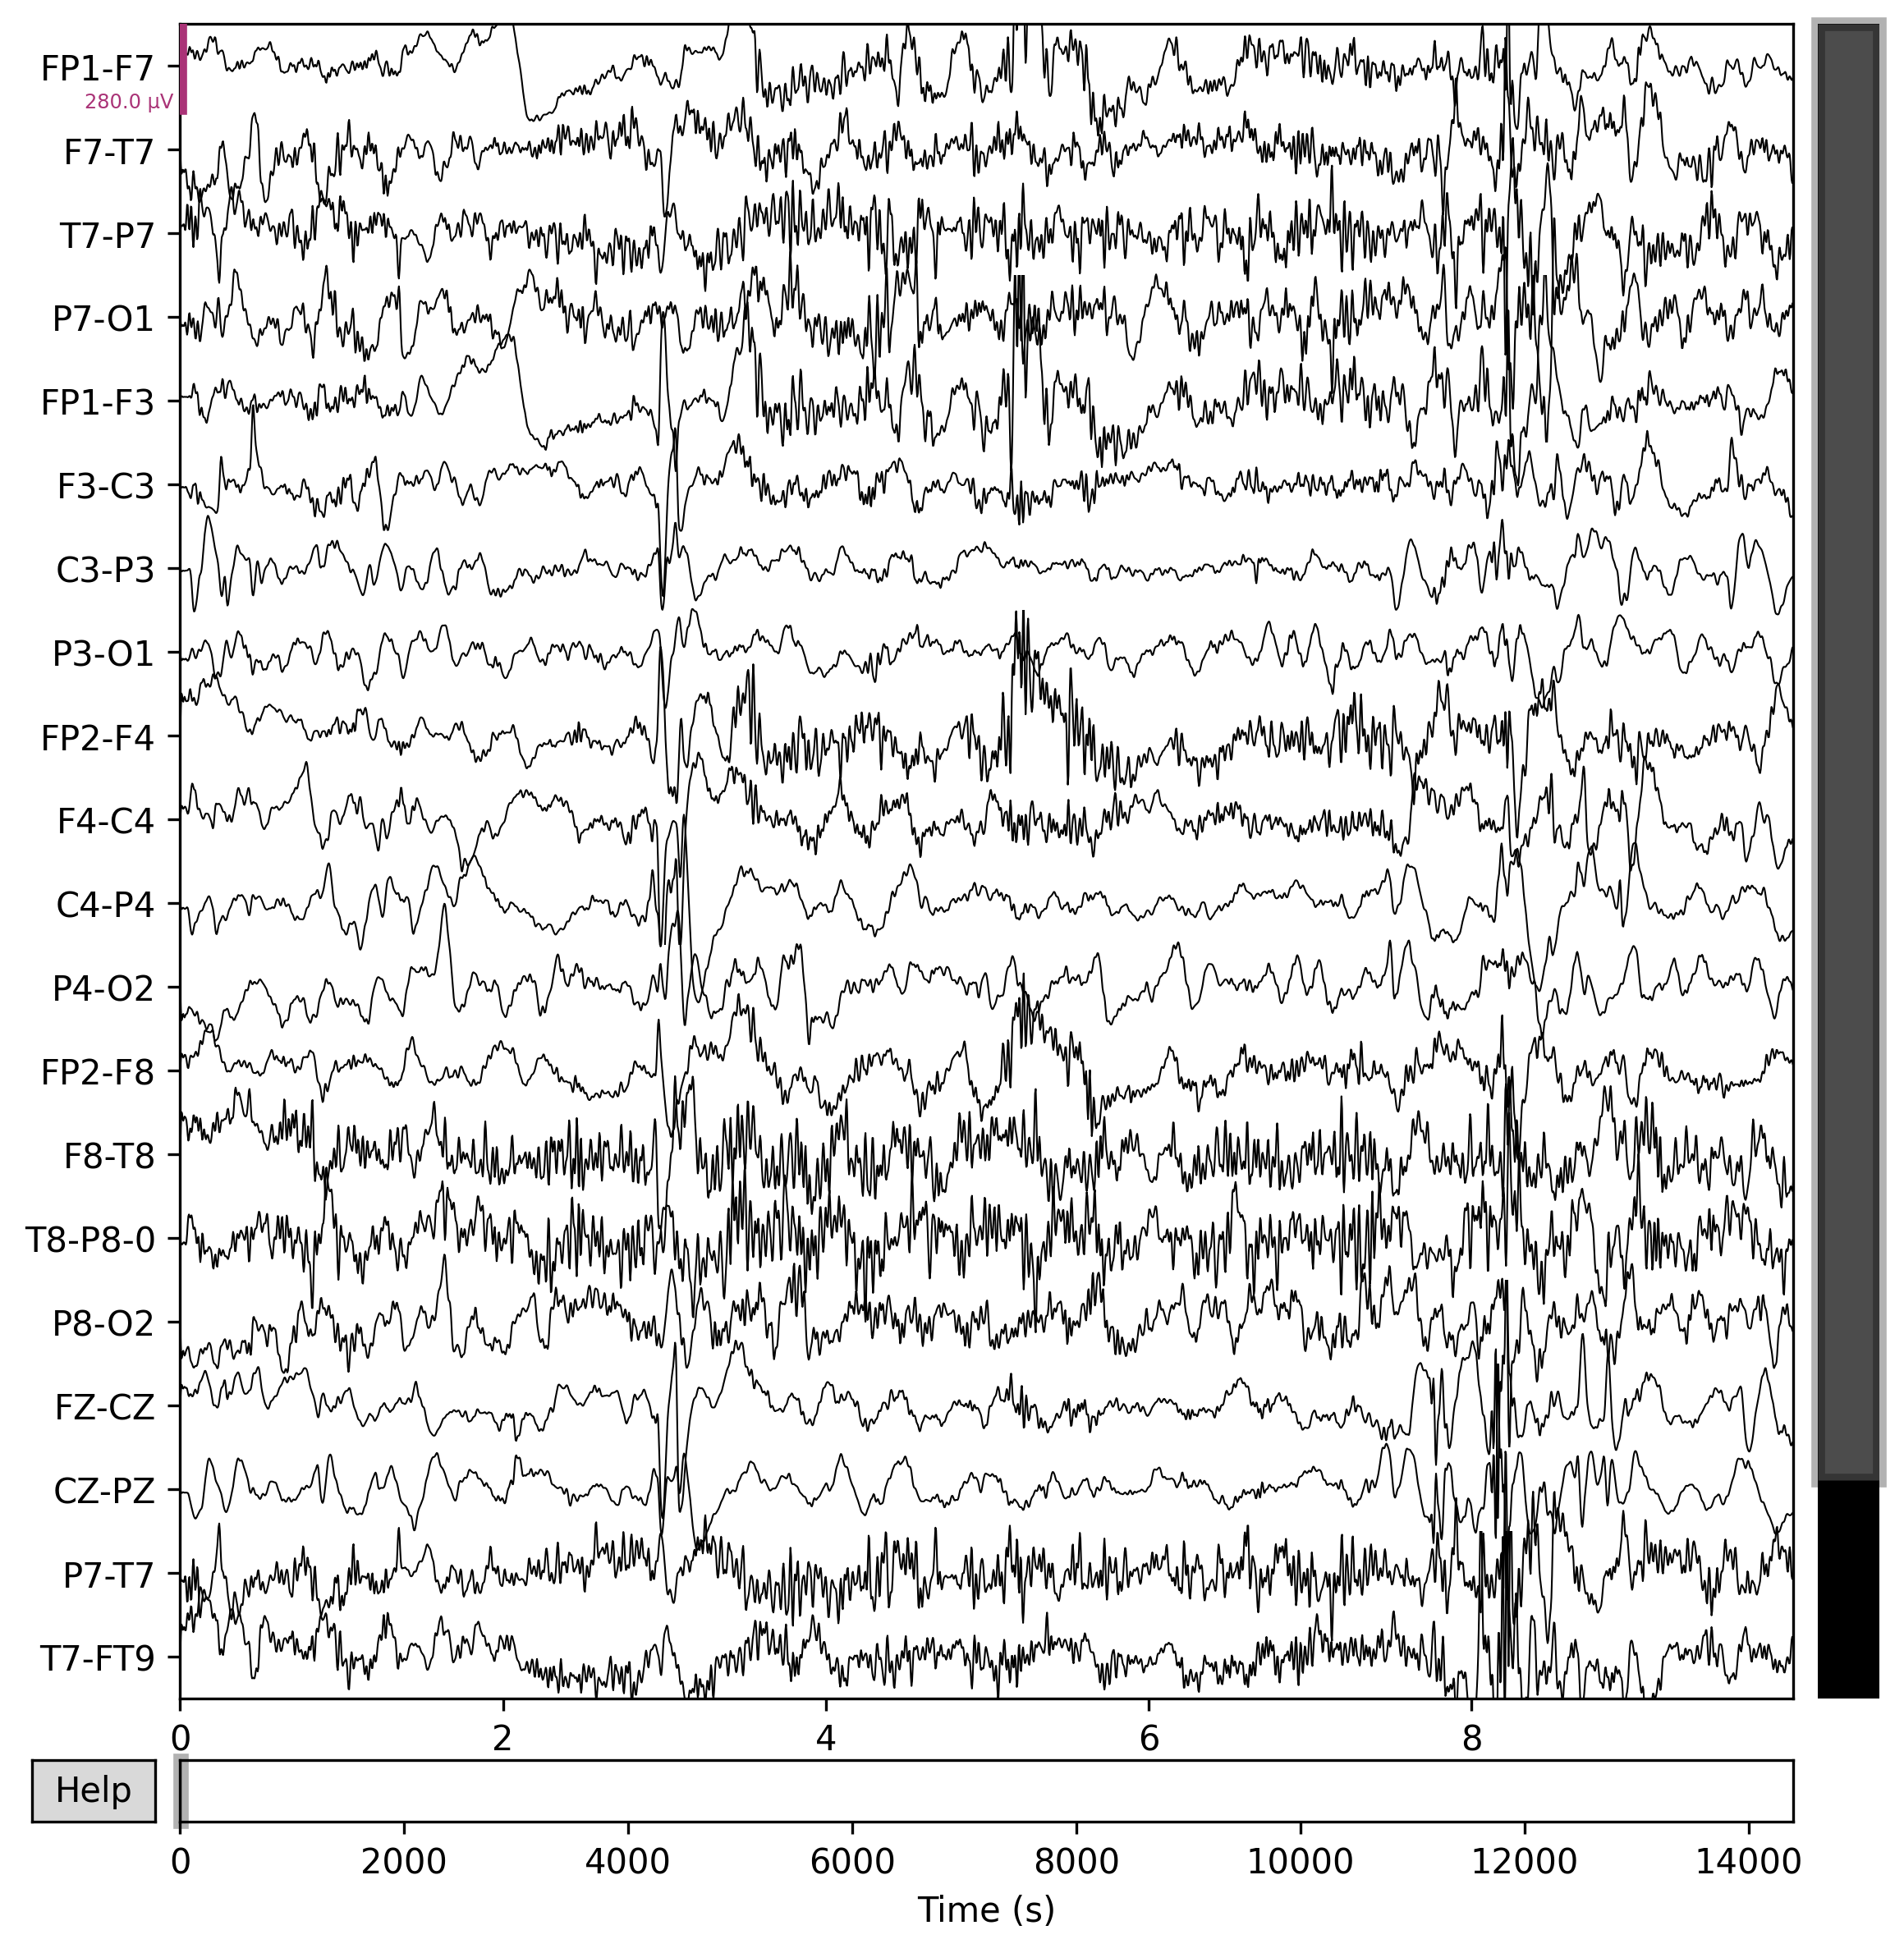 FP1-F7
280.0 µV
F7-T7
T7-P7
P7-O1
FP1-F3
F3-C3
C3-P3
P3-O1
FP2-F4
F4-C4
C4-P4
P4-O2
FP2-F8
F8-T8
T8-P8-0
P8-O2
FZ-CZ
CZ-PZ
P7-T7
T7-FT9
0 2 4 6 8
Help
0 2000 4000 6000 8000 10000 12000 14000
Time (s)